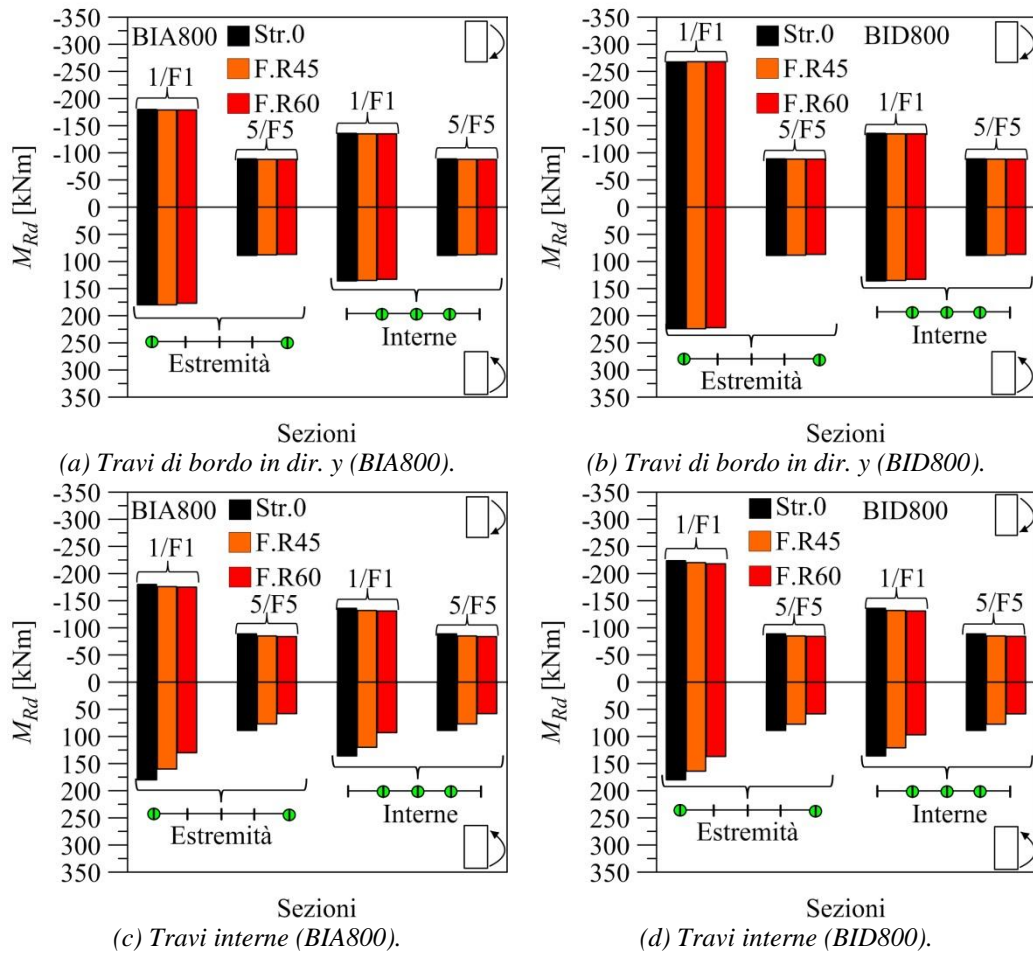 BIA800
Str.0
F.R45
F.R60
1/F1
5/F5
1/F1
5/F5
-350
-300
-250
-200
-150
-100
-50
0
50
100
150
200
250
300
350
M_Rd [kNm]
Estremità
Interne
Sezioni
(a) Travi di bordo in dir. y (BIA800).
1/F1
Str.0
BID800
F.R45
F.R60
5/F5
1/F1
5/F5
-350
-300
-250
-200
-150
-100
-50
0
50
100
150
200
250
300
350
M_Rd [kNm]
Estremità
Interne
Sezioni
(b) Travi di bordo in dir. y (BID800).
BIA800
Str.0
F.R45
F.R60
1/F1
5/F5
1/F1
5/F5
-350
-300
-250
-200
-150
-100
-50
0
50
100
150
200
250
300
350
M_Rd [kNm]
Estremità
Interne
Sezioni
(c) Travi interne (BIA800).
Str.0
BID800
F.R45
F.R60
1/F1
5/F5
1/F1
5/F5
-350
-300
-250
-200
-150
-100
-50
0
50
100
150
200
250
300
350
M_Rd [kNm]
Estremità
Interne
Sezioni
(d) Travi interne (BID800).